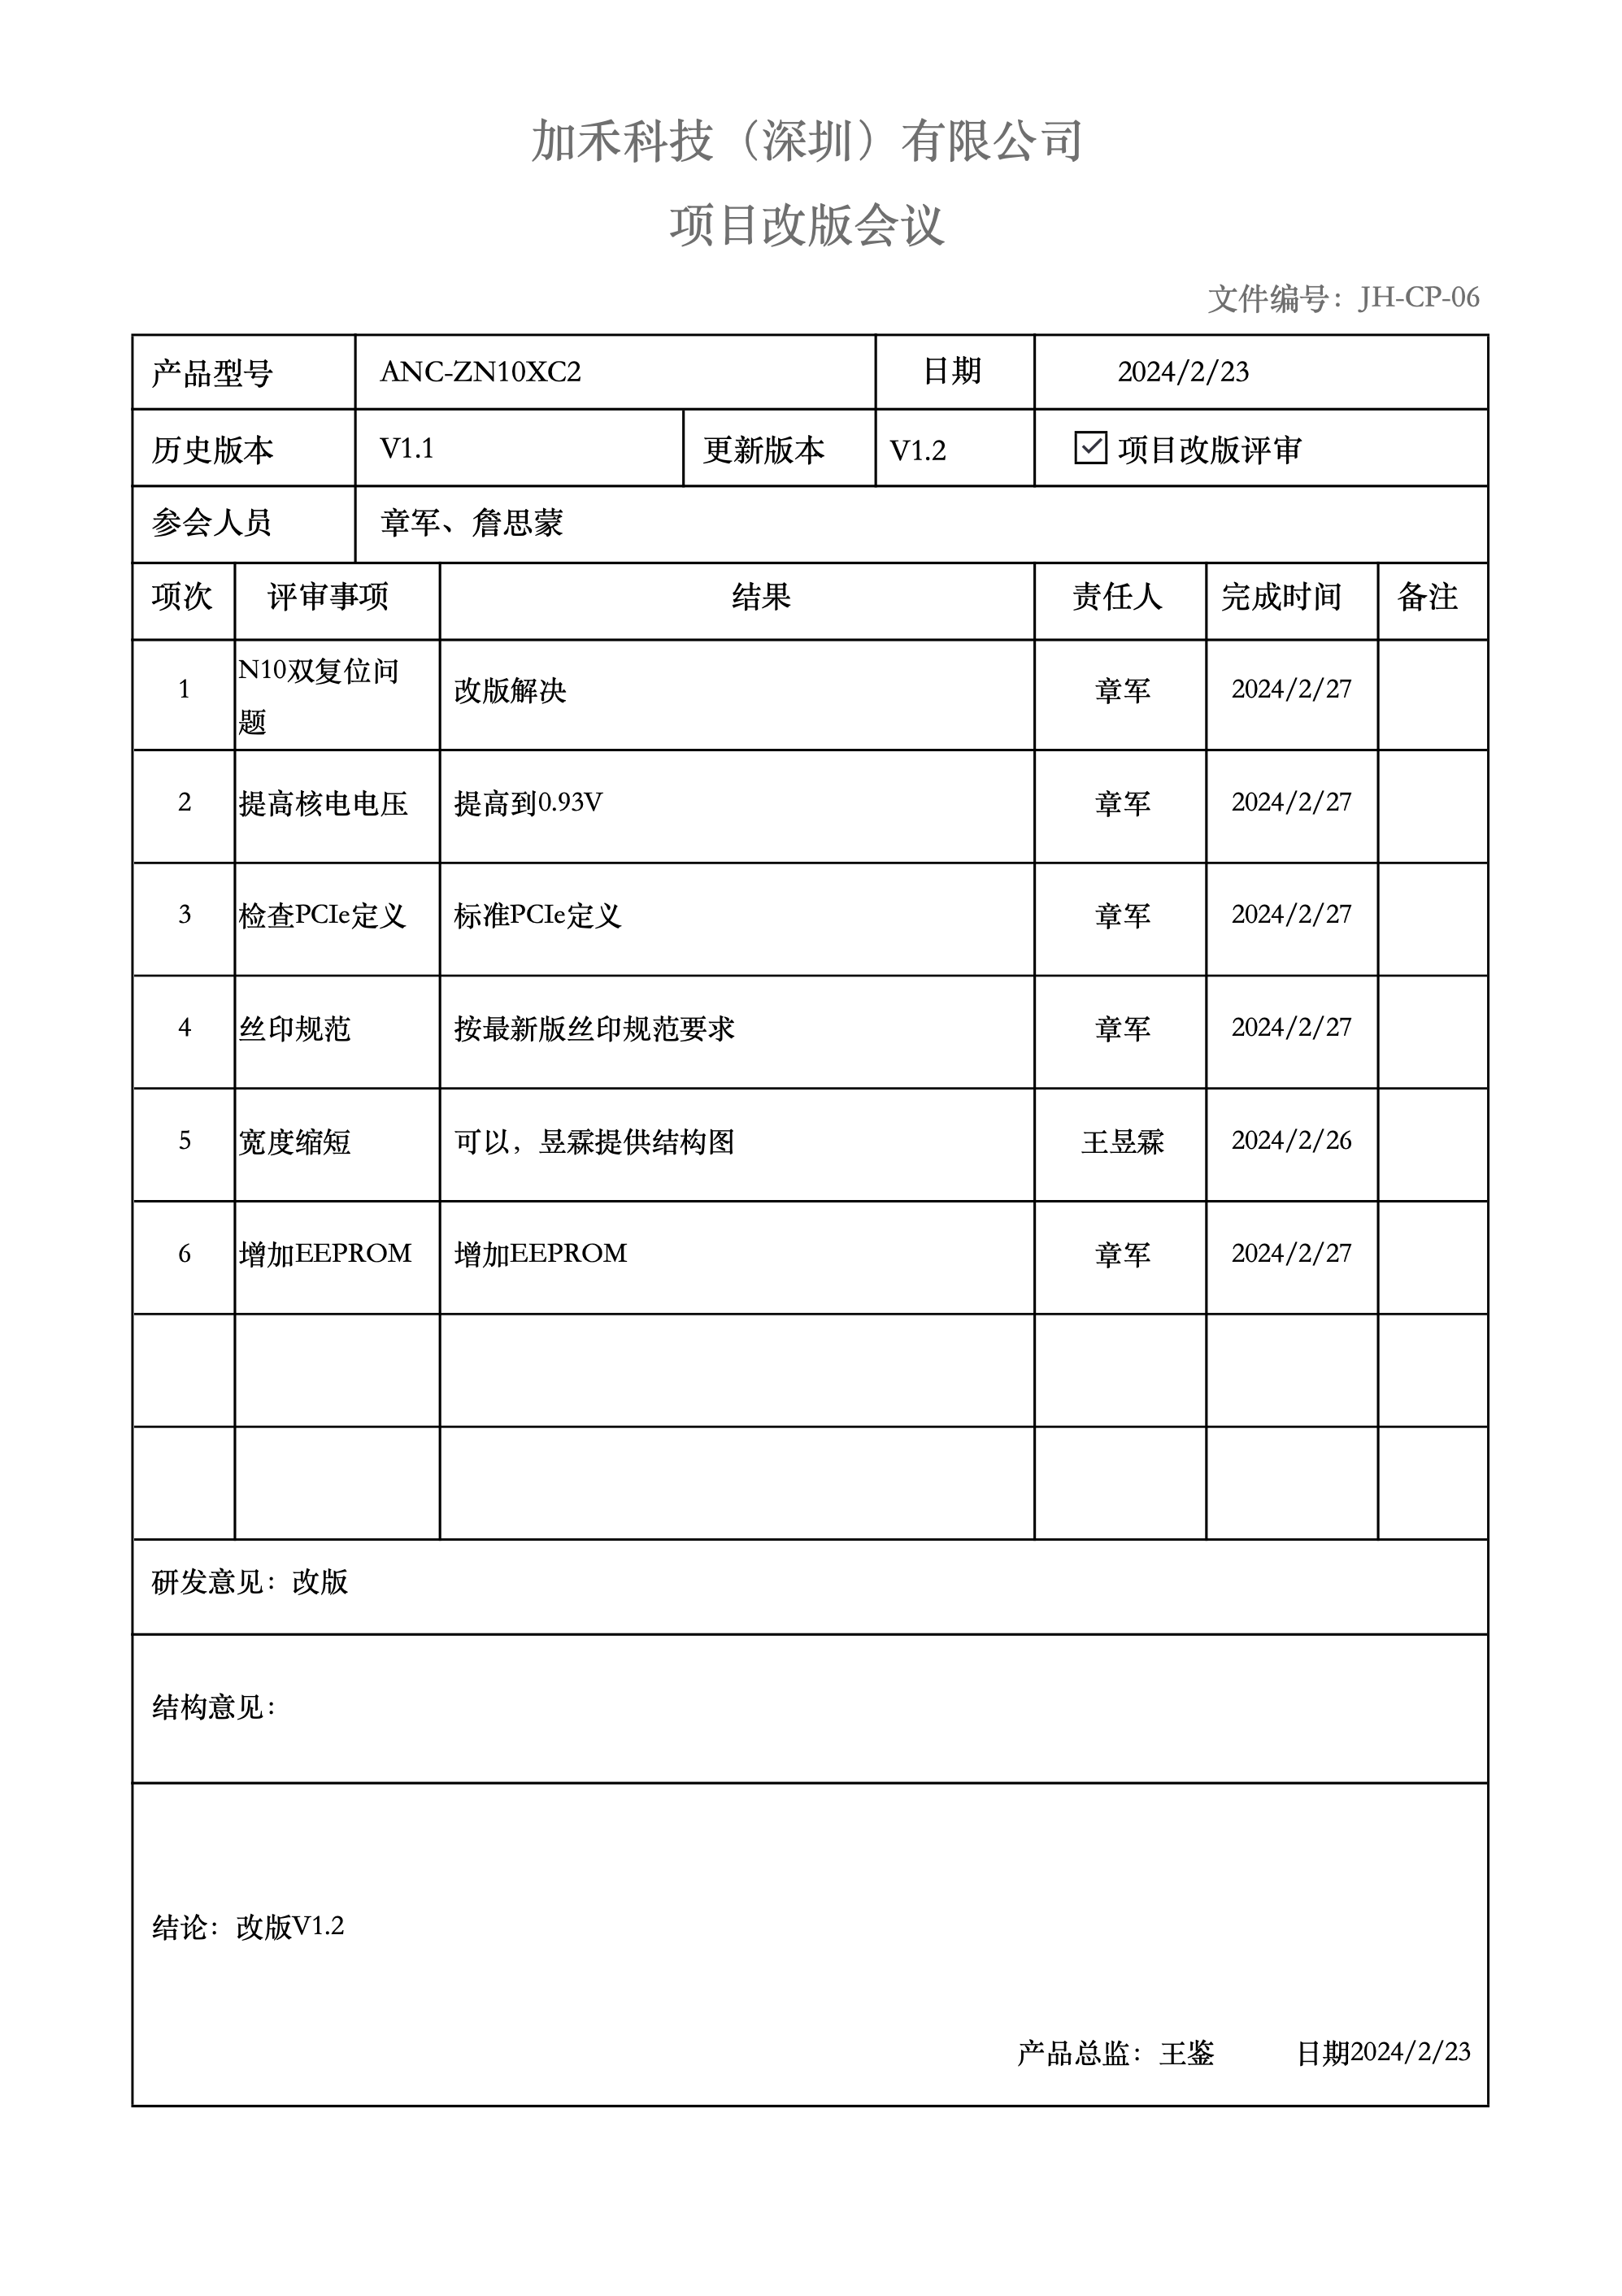 加禾科技（深圳）有限公司
项目改版会议
文件编号：JH-CP-06
产品型号 ANC-ZN10XC2 日期 2024/2/23
历史版本 V1.1 更新版本 V1.2 ☑ 项目改版评审
参会人员 章军、詹思蒙
项次 评审事项 结果 责任人 完成时间 备注
1 N10双复位问题 改版解决 章军 2024/2/27
2 提高核电电压 提高到0.93V 章军 2024/2/27
3 检查PCIe定义 标准PCIe定义 章军 2024/2/27
4 丝印规范 按最新版丝印规范要求 章军 2024/2/27
5 宽度缩短 可以，昱霖提供结构图 王昱霖 2024/2/26
6 增加EEPROM 增加EEPROM 章军 2024/2/27
研发意见：改版
结构意见：
结论：改版V1.2
产品总监：王鉴 日期2024/2/23